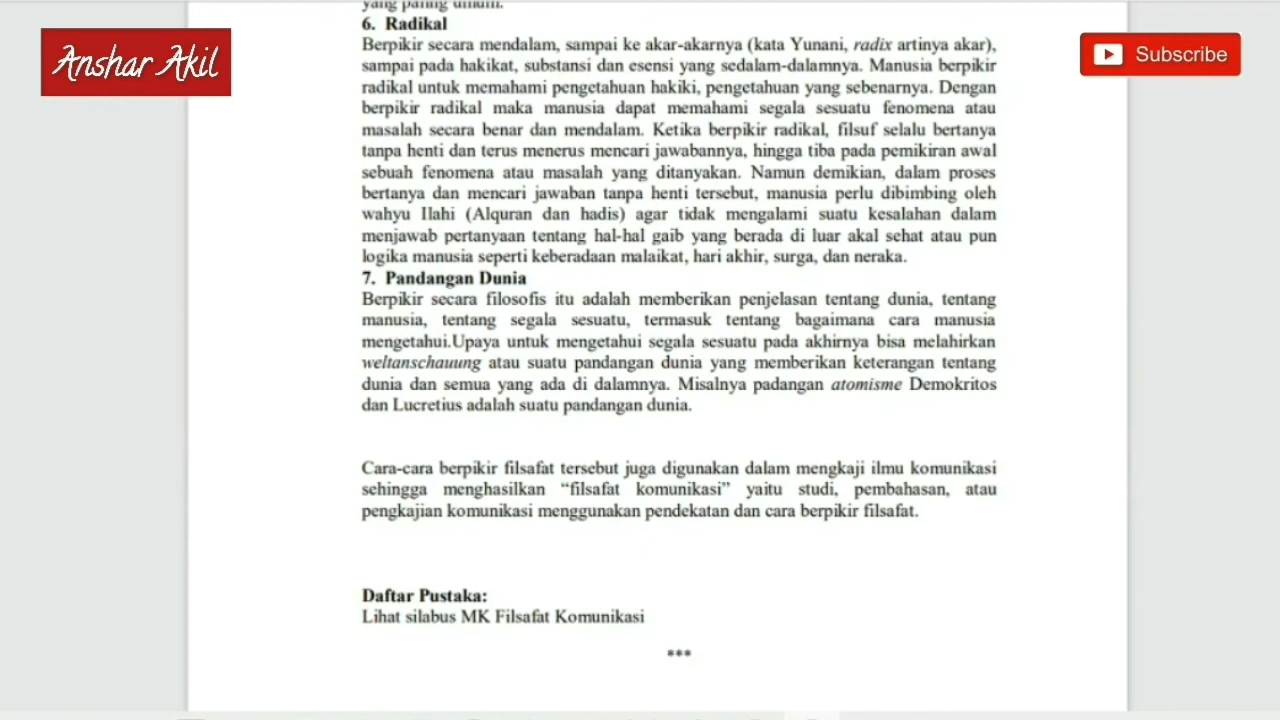 yang paling umum.
6. Radikal
Anshar Akil
Subscribe
Berpikir secara mendalam, sampai ke akar-akarnya (kata Yunani, radix artinya akar),
sampai pada hakikat, substansi dan esensi yang sedalam-dalamnya. Manusia berpikir
radikal untuk memahami pengetahuan hakiki, pengetahuan yang sebenarnya. Dengan
berpikir radikal maka manusia dapat memahami segala sesuatu fenomena atau
masalah secara benar dan mendalam. Ketika berpikir radikal, filsuf selalu bertanya
tanpa henti dan terus menerus mencari jawabannya, hingga tiba pada pemikiran awal
sebuah fenomena atau masalah yang ditanyakan. Namun demikian, dalam proses
bertanya dan mencari jawaban tanpa henti tersebut, manusia perlu dibimbing oleh
wahyu Ilahi (Alquran dan hadis) agar tidak mengalami suatu kesalahan dalam
menjawab pertanyaan tentang hal-hal gaib yang berada di luar akal sehat atau pun
logika manusia seperti keberadaan malaikat, hari akhir, surga, dan neraka.
7. Pandangan Dunia
Berpikir secara filosofis itu adalah memberikan penjelasan tentang dunia, tentang
manusia, tentang segala sesuatu, termasuk tentang bagaimana cara manusia
mengetahui.Upaya untuk mengetahui segala sesuatu pada akhirnya bisa melahirkan
weltanschauung atau suatu pandangan dunia yang memberikan keterangan tentang
dunia dan semua yang ada di dalamnya. Misalnya padangan atomisme Demokritos
dan Lucretius adalah suatu pandangan dunia.
Cara-cara berpikir filsafat tersebut juga digunakan dalam mengkaji ilmu komunikasi
sehingga menghasilkan “filsafat komunikasi” yaitu studi, pembahasan, atau
pengkajian komunikasi menggunakan pendekatan dan cara berpikir filsafat.
Daftar Pustaka:
Lihat silabus MK Filsafat Komunikasi
***